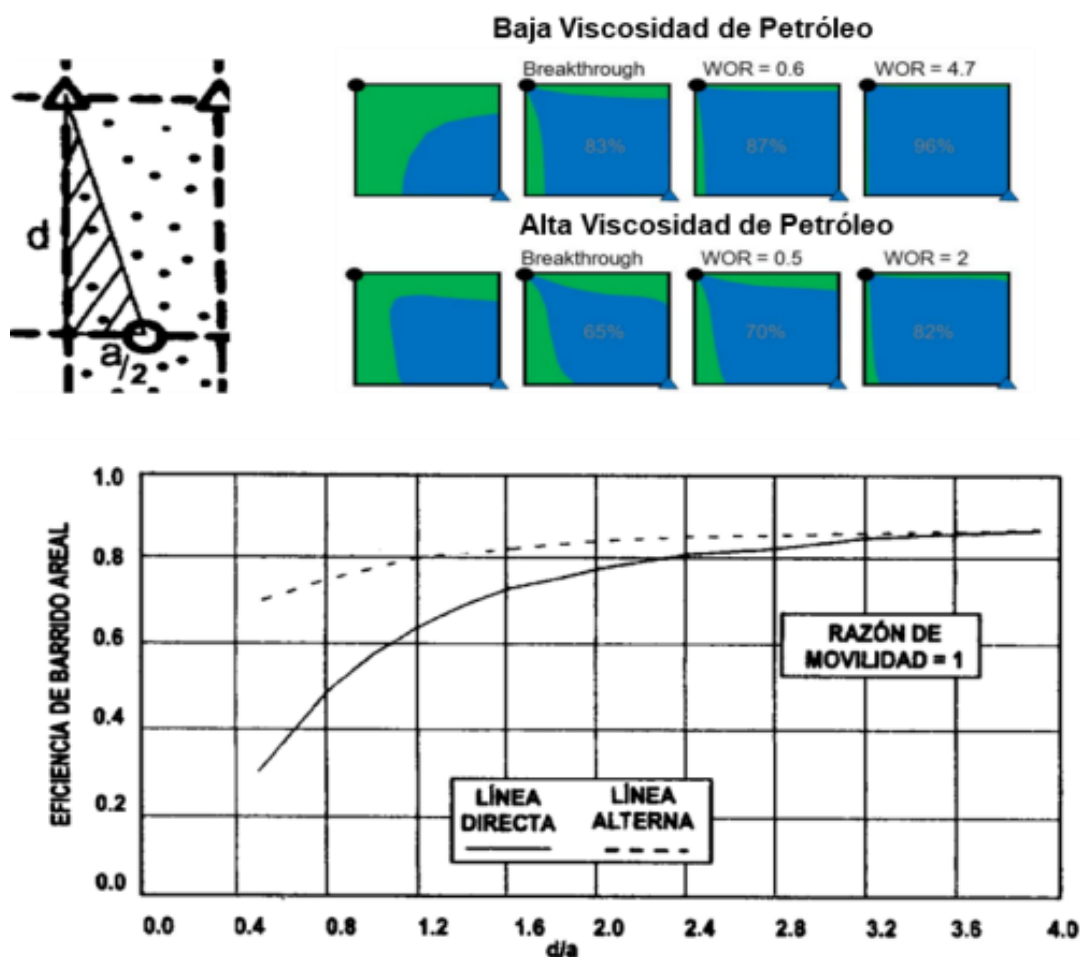 Baja Viscosidad de Petróleo
Breakthrough
WOR = 0.6
WOR = 4.7
83%
87%
96%
d
a/2
Alta Viscosidad de Petróleo
Breakthrough
WOR = 0.5
WOR = 2
65%
70%
82%
EFICIENCIA DE BARRIDO AREAL
1.0
0.8
0.6
0.4
0.2
0.0
RAZÓN DE
MOVILIDAD = 1
LÍNEA
DIRECTA
LÍNEA
ALTERNA
0.0 0.4 0.8 1.2 1.6 2.0 2.4 2.8 3.2 3.6 4.0
d/a